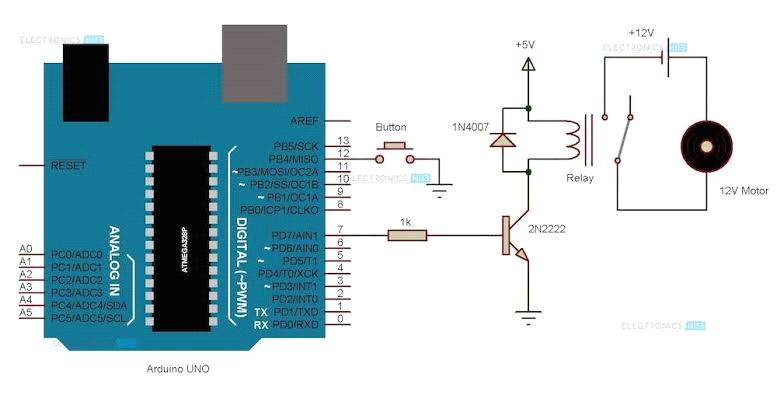 ELECTRONICS HUB
+12V
ELECTRONICS HUB
+5V
AREF
1N4007
Button
13
PB5/SCK
12
PB4/MISO
RESET
11
~PB3/MOSI/OC2A
ELECTRONICS HUB
Relay
10
~ PB2/SS/OC1B
12V Motor
9
~ PB1/OC1A
8
PB0/ICP1/CLKO
ATMEGA328P
ANALOG IN
DIGITAL (~PWM)
1k
2N2222
7
PD7/AIN1
A0
PC0/ADC0
6
~ PD6/AIN0
A1
PC1/ADC1
5
~ PD5/T1
A2
PC2/ADC2
4
PD4/T0/XCK
A3
PC3/ADC3
3
~ PD3/INT1
A4
PC4/ADC4/SDA
2
PD2/INT0
A5
PC5/ADC5/SCL
1
TX PD1/TXD
0
RX PD0/RXD
ELECTRONICS HUB
Arduino UNO